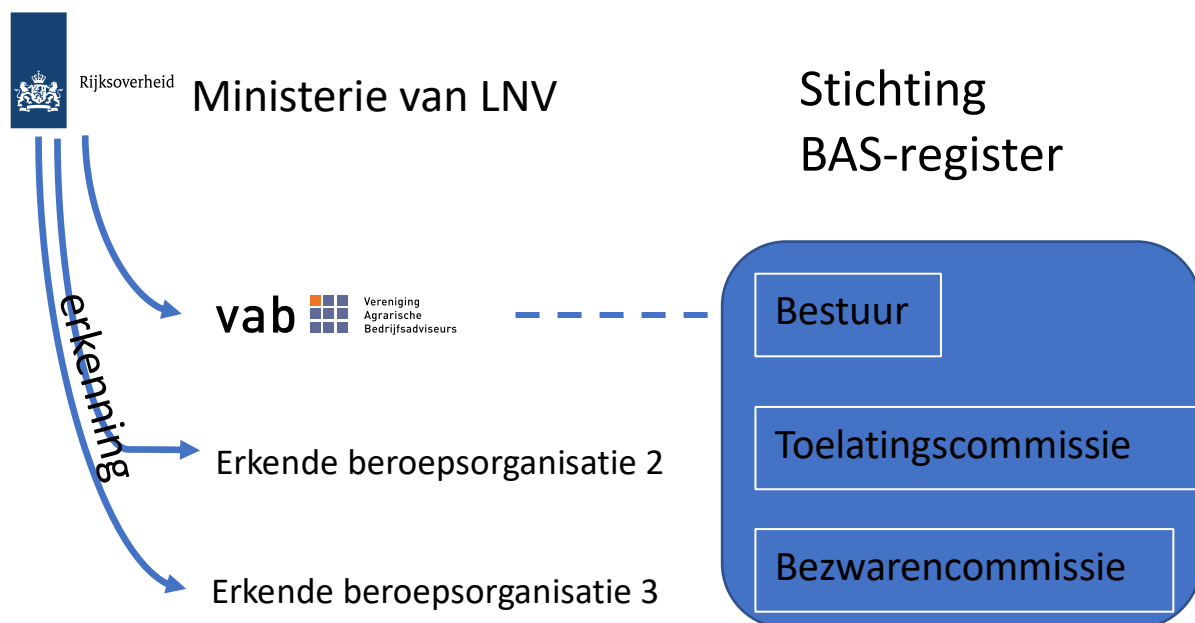 Rijksoverheid
Ministerie van LNV
Stichting
BAS-register
erkenning
vab
Vereniging
Agrarische
Bedrijfsadviseurs
Bestuur
Erkende beroepsorganisatie 2
Toelatingscommissie
Erkende beroepsorganisatie 3
Bezwarencommissie